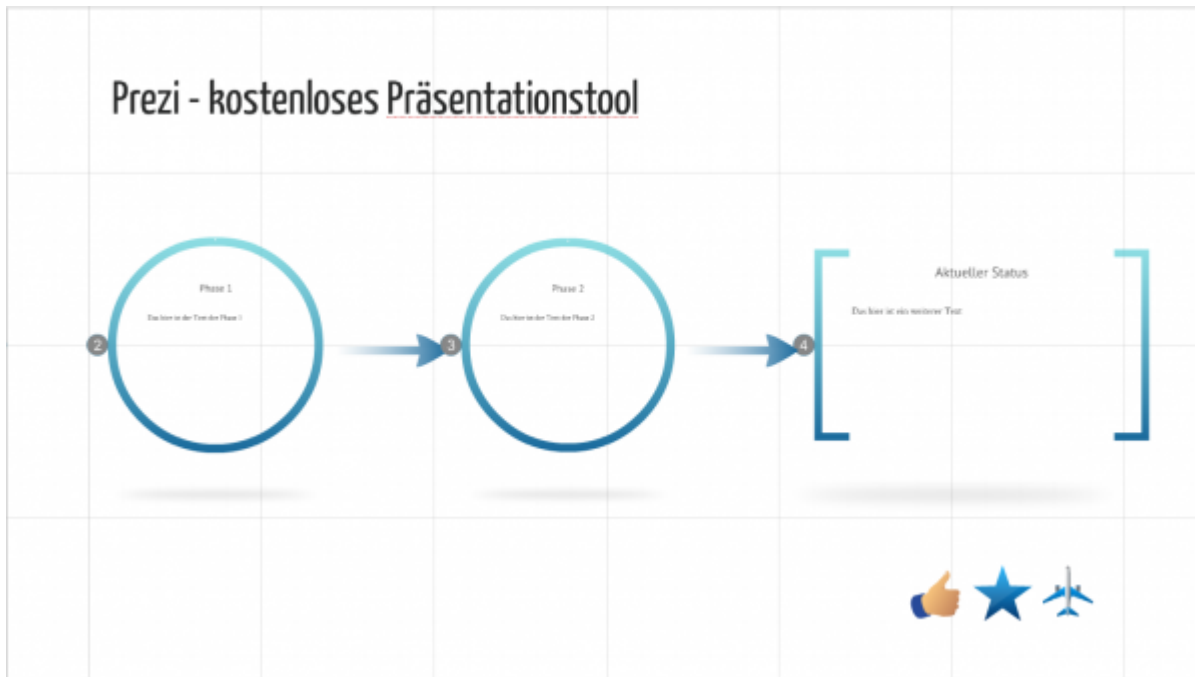 Prezi - kostenloses Präsentationstool
Phase 1
Das hier ist der Text der Phase 1
2
Phase 2
Das hier ist der Text der Phase 2
3
Aktueller Status
Das hier ist ein weiterer Text
4